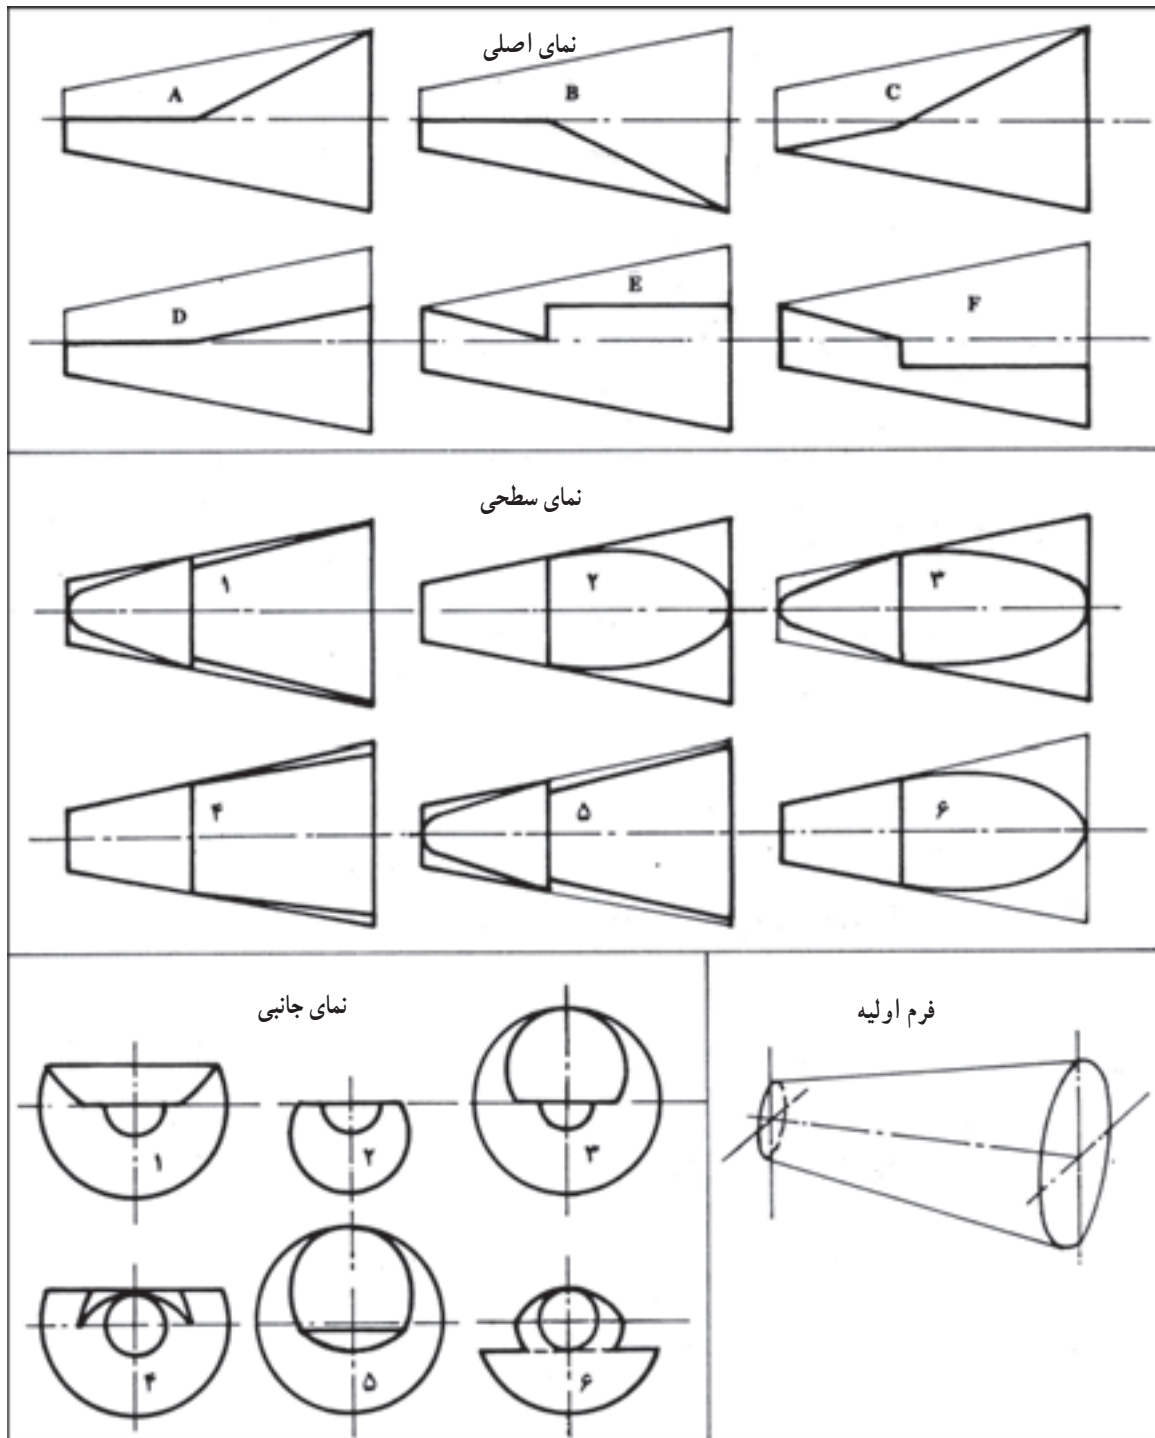 نمای اصلی
A
B
C
D
E
F
نمای سطحی
۱
۲
۳
۴
۵
۶
نمای جانبی
۱
۲
۳
۴
۵
۶
فرم اولیه